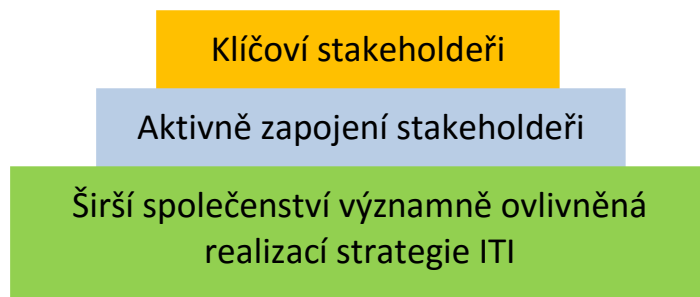 Klíčoví stakeholdeři
Aktivně zapojení stakeholdeři
Širší společenství významně ovlivněná
realizací strategie ITI